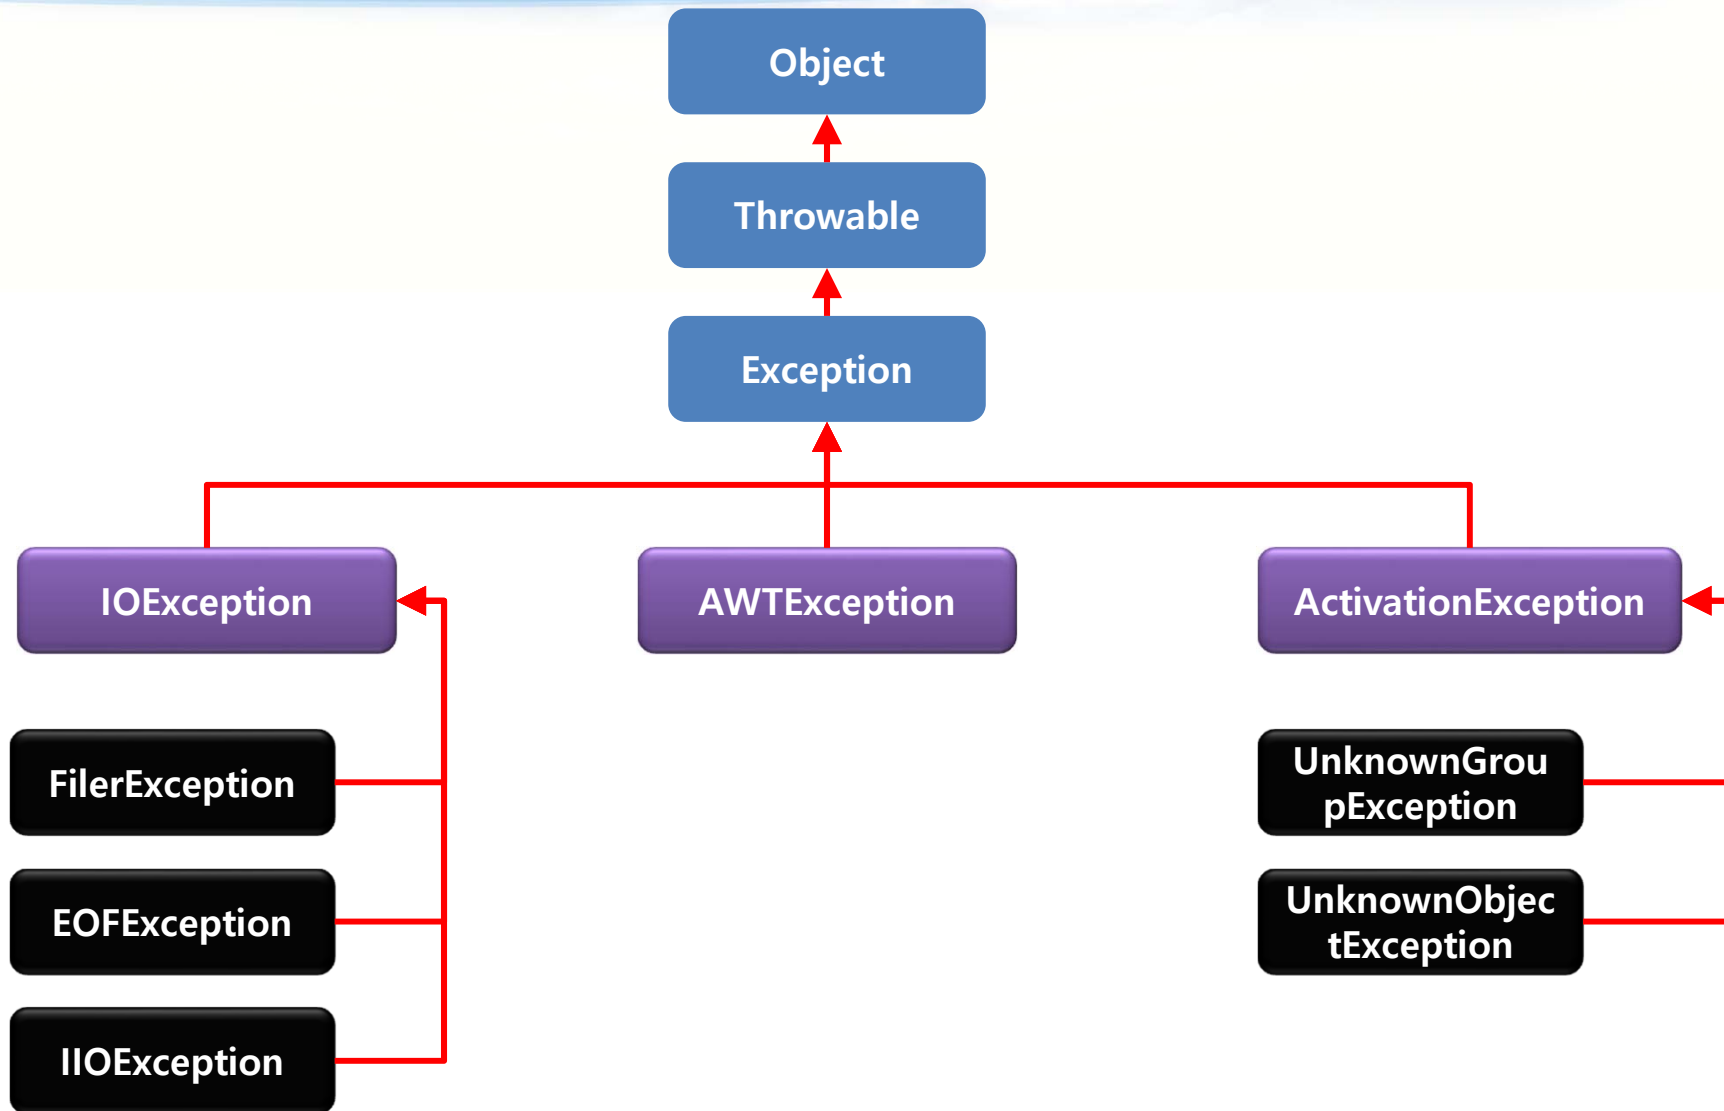 Object
Throwable
Exception
IOException
AWTException
ActivationException
FilerException
EOFException
IIOException
UnknownGrou
pException
UnknownObjec
tException